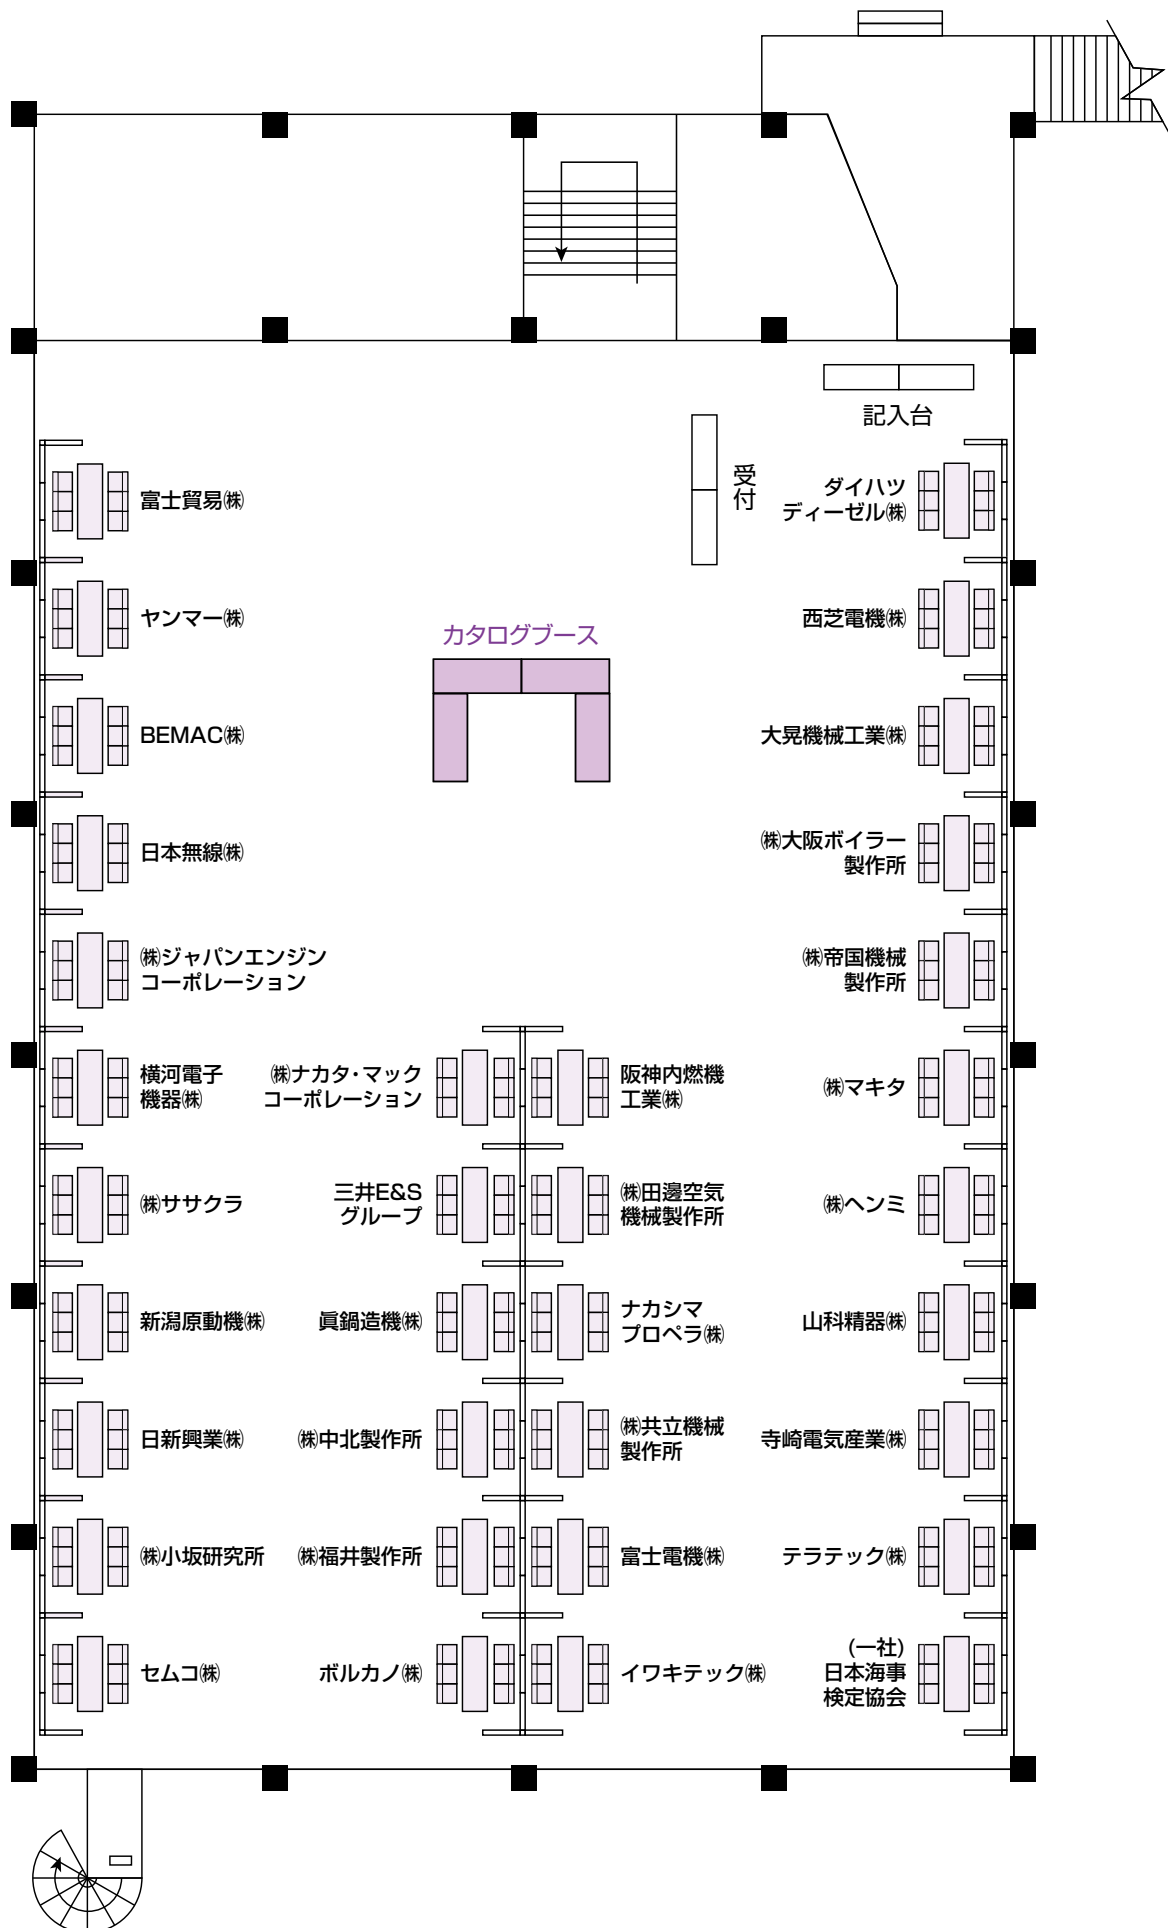 記入台
受付
富士貿易㈱
ダイハツ
ディーゼル㈱
ヤンマー㈱
西芝電機㈱
カタログブース
BEMAC㈱
大晃機械工業㈱
日本無線㈱
㈱大阪ボイラー
製作所
㈱ジャパンエンジン
コーポレーション
㈱帝国機械
製作所
横河電子
機器㈱
㈱ナカタ・マック
コーポレーション
阪神内燃機
工業㈱
㈱マキタ
㈱ササクラ
三井E&S
グループ
㈱田邊空気
機械製作所
㈱ヘンミ
新潟原動機㈱
眞鍋造機㈱
ナカシマ
プロペラ㈱
山科精器㈱
日新興業㈱
㈱中北製作所
㈱共立機械
製作所
寺崎電気産業㈱
㈱小坂研究所
㈱福井製作所
富士電機㈱
テラテック㈱
セムコ㈱
ボルカノ㈱
イワキテック㈱
(一社)
日本海事
検定協会